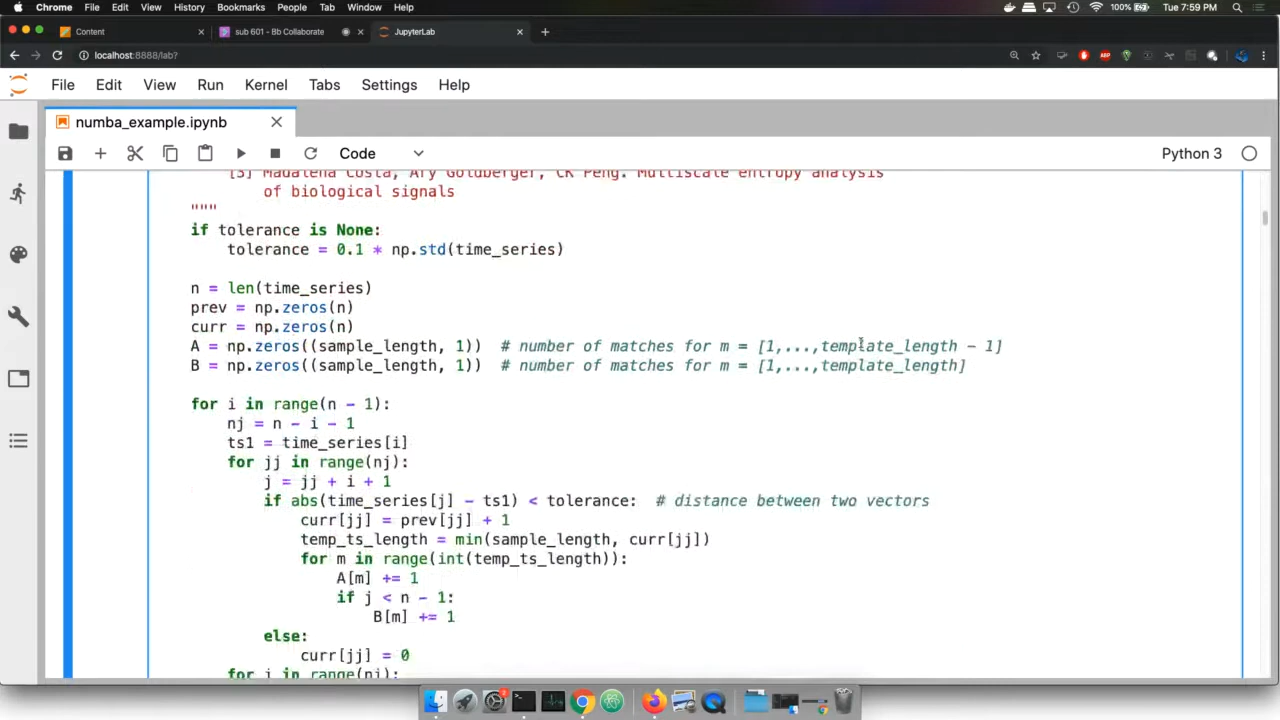 Chrome File Edit View History Bookmarks People Tab Window Help 100% Tue 7:59 PM
Content sub 601 - Bb Collaborate JupyterLab
localhost:8888/lab?
File Edit View Run Kernel Tabs Settings Help
numba_example.ipynb
Code Python 3
[3] Madalena Costa, Ary Goldberger, CK Peng. Multiscale entropy analysis
of biological signals
"""
if tolerance is None:
tolerance = 0.1 * np.std(time_series)
n = len(time_series)
prev = np.zeros(n)
curr = np.zeros(n)
A = np.zeros((sample_length, 1)) # number of matches for m = [1,...,template_length - 1]
B = np.zeros((sample_length, 1)) # number of matches for m = [1,...,template_length]
for i in range(n - 1):
nj = n - i - 1
ts1 = time_series[i]
for jj in range(nj):
j = jj + i + 1
if abs(time_series[j] - ts1) < tolerance: # distance between two vectors
curr[jj] = prev[jj] + 1
temp_ts_length = min(sample_length, curr[jj])
for m in range(int(temp_ts_length)):
A[m] += 1
if j < n - 1:
B[m] += 1
else:
curr[jj] = 0
for j in range(nj):